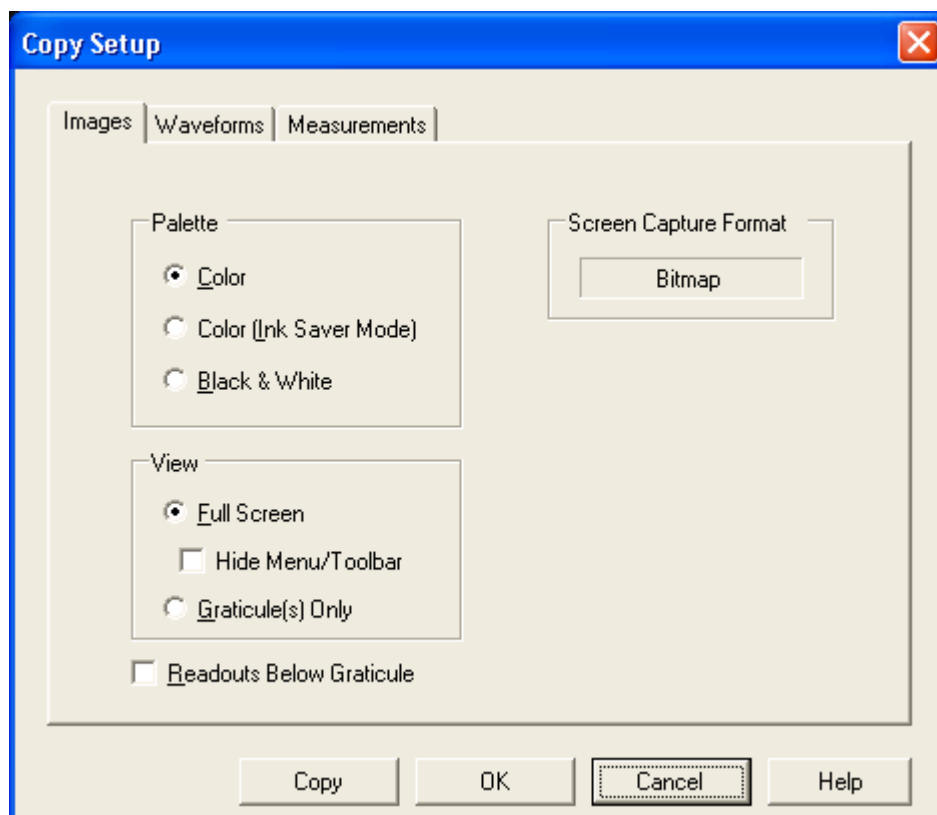 Copy Setup
Images Waveforms Measurements
Palette
Color
Color (Ink Saver Mode)
Black & White
Screen Capture Format
Bitmap
View
Full Screen
Hide Menu/Toolbar
Graticule(s) Only
Readouts Below Graticule
Copy OK Cancel Help